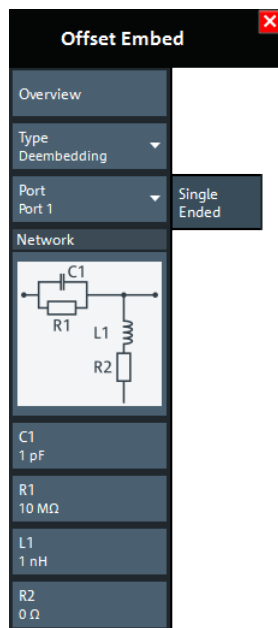 Offset Embed
Overview
Type
Deembedding
Port
Port 1
Single
Ended
Network
C1
R1
L1
R2
C1
1 pF
R1
10 MΩ
L1
1 nH
R2
0 Ω